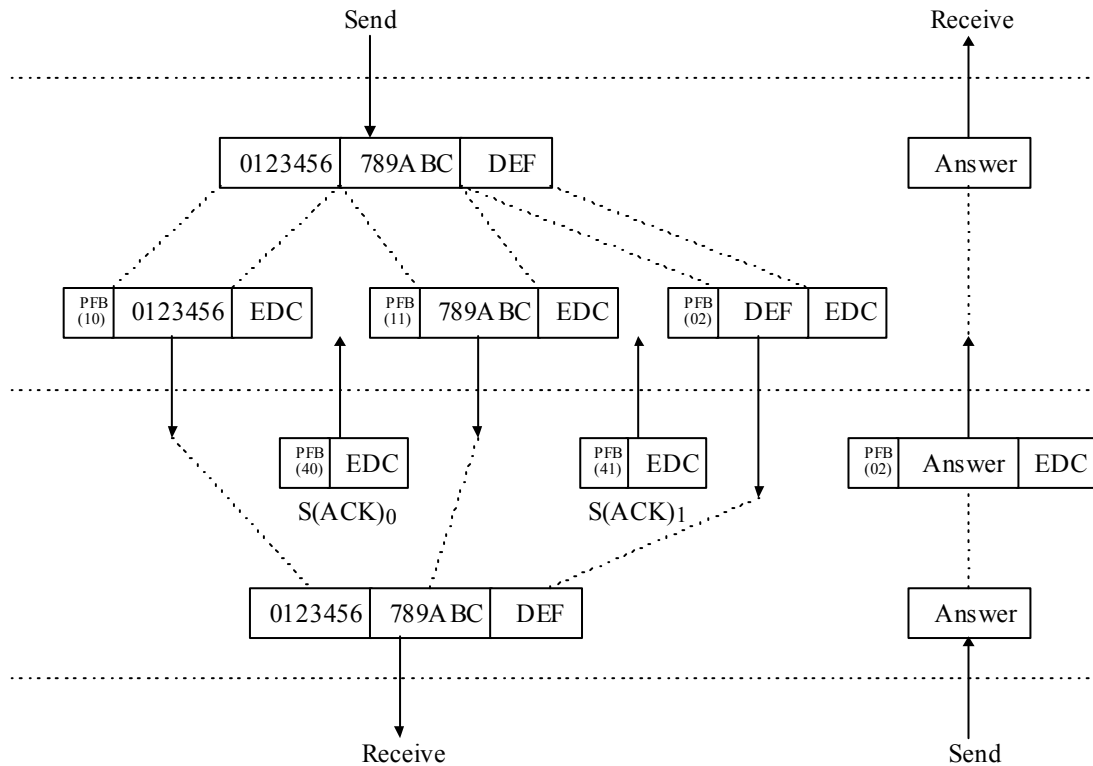 Send Receive
0123456 789ABC DEF Answer
PFB (10) 0123456 EDC PFB (11) 789ABC EDC PFB (02) DEF EDC
PFB (40) EDC PFB (41) EDC PFB (02) Answer EDC
S(ACK)0 S(ACK)1
0123456 789ABC DEF Answer
Receive Send